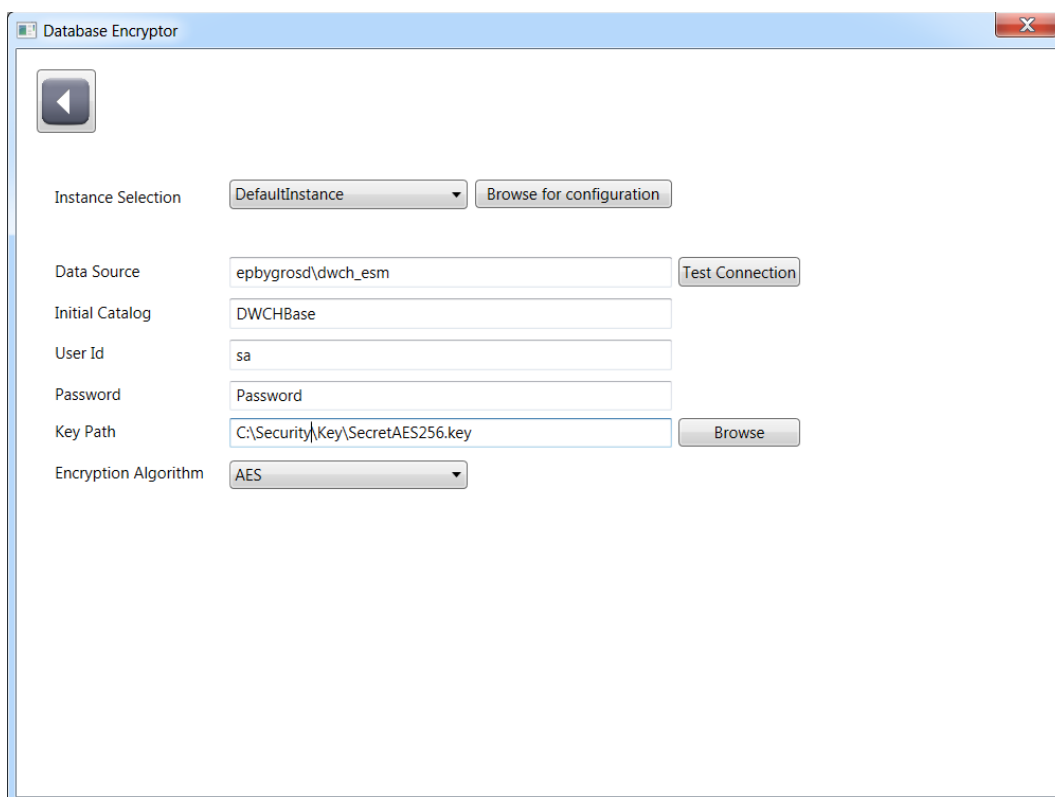 Database Encryptor
Instance Selection DefaultInstance Browse for configuration
Data Source epbygrosd\dwch_esm Test Connection
Initial Catalog DWCHBase
User Id sa
Password Password
Key Path C:\Security\Key\SecretAES256.key Browse
Encryption Algorithm AES